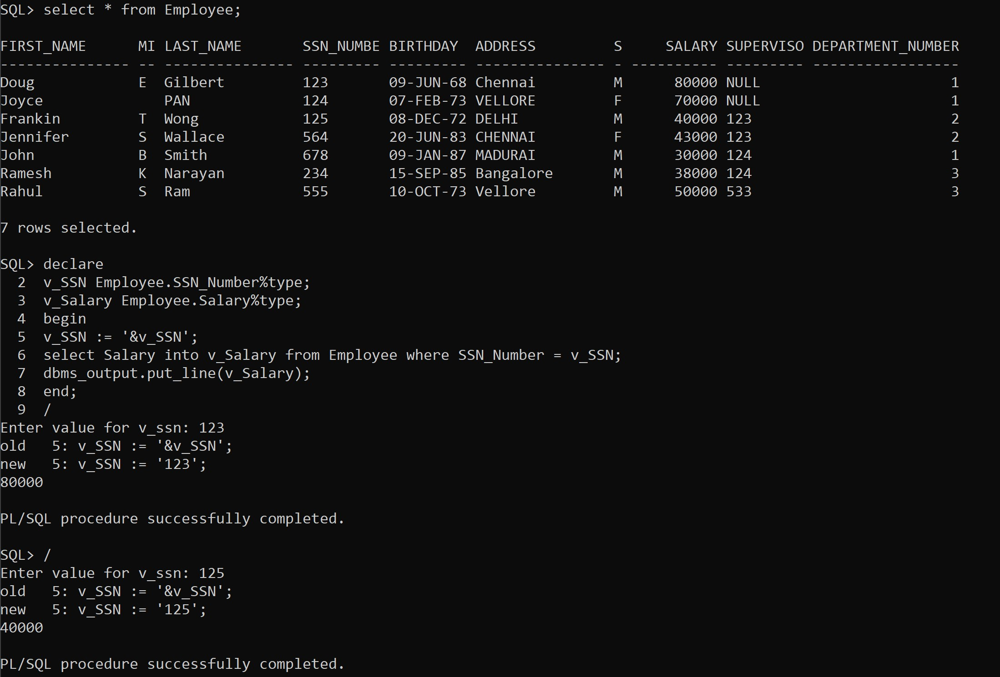 SQL> select * from Employee;
FIRST_NAME      MI LAST_NAME       SSN_NUMBE BIRTHDAY  ADDRESS         S     SALARY SUPERVISO DEPARTMENT_NUMBER
--------------- -- --------------- --------- --------- --------------- - ---------- --------- -----------------
Doug            E  Gilbert         123       09-JUN-68 Chennai         M      80000 NULL                      1
Joyce              PAN             124       07-FEB-73 VELLORE         F      70000 NULL                      1
Frankin         T  Wong            125       08-DEC-72 DELHI           M      40000 123                       2
Jennifer        S  Wallace         564       20-JUN-83 CHENNAI         F      43000 123                       2
John            B  Smith           678       09-JAN-87 MADURAI         M      30000 124                       1
Ramesh          K  Narayan         234       15-SEP-85 Bangalore       M      38000 124                       3
Rahul           S  Ram             555       10-OCT-73 Vellore         M      50000 533                       3
7 rows selected.
SQL> declare
  2  v_SSN Employee.SSN_Number%type;
  3  v_Salary Employee.Salary%type;
  4  begin
  5  v_SSN := '&v_SSN';
  6  select Salary into v_Salary from Employee where SSN_Number = v_SSN;
  7  dbms_output.put_line(v_Salary);
  8  end;
  9  /
Enter value for v_ssn: 123
old   5: v_SSN := '&v_SSN';
new   5: v_SSN := '123';
80000
PL/SQL procedure successfully completed.
SQL> /
Enter value for v_ssn: 125
old   5: v_SSN := '&v_SSN';
new   5: v_SSN := '125';
40000
PL/SQL procedure successfully completed.